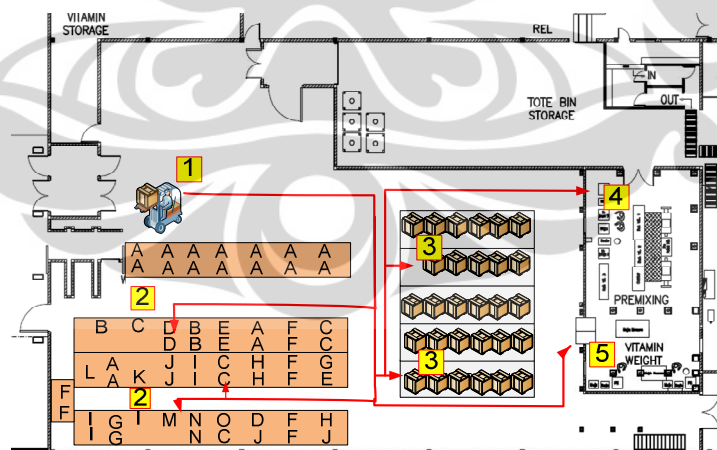 VITAMIN
STORAGE
REL
IN
OUT
TOTE BIN
STORAGE
1
4
3
A A A A A A A
A A A A A A A
2
PREMIXING
B C D B E A F C
D B E A F C
VITAMIN
WEIGHT
5
3
L A K J I C H F G
A J I C H F E
2
F
F
I G I M N O D F H
I G N C J F H